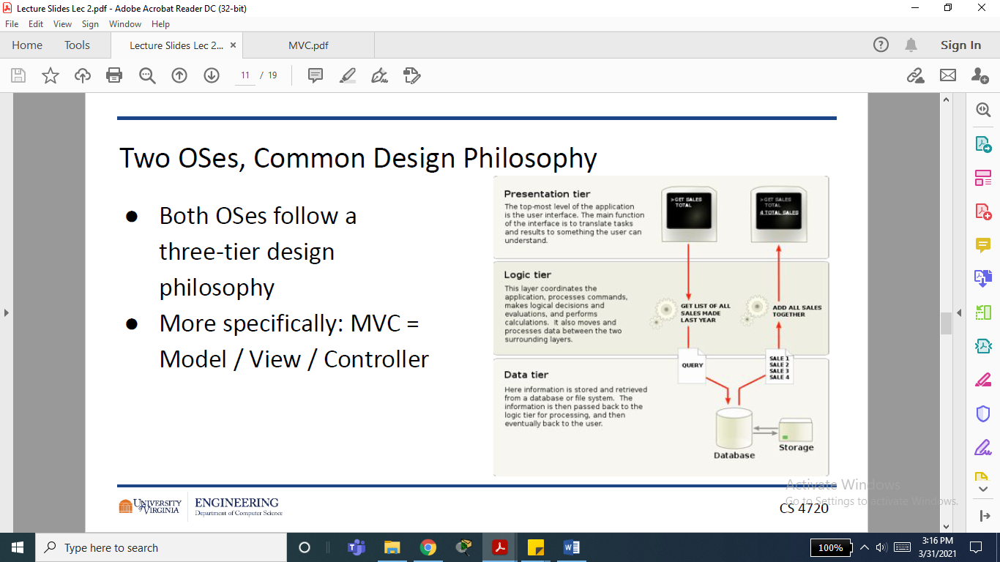 Lecture Slides Lec 2.pdf - Adobe Acrobat Reader DC (32-bit)
File Edit View Sign Window Help
Home Tools Lecture Slides Lec 2... × MVC.pdf Sign In
11 / 19
Two OSes, Common Design Philosophy
● Both OSes follow a
three-tier design
philosophy
● More specifically: MVC =
Model / View / Controller
Presentation tier
The top-most level of the application
is the user interface. The main function
of the interface is to translate tasks
and results to something the user can
understand.
> GET SALES
TOTAL
> GET SALES
TOTAL
4 TOTAL SALES
Logic tier
This layer coordinates the
application, processes commands,
makes logical decisions and
evaluations, and performs
calculations. It also moves and
processes data between the two
surrounding layers.
GET LIST OF ALL
SALES MADE
LAST YEAR
ADD ALL SALES
TOGETHER
QUERY
SALE 1
SALE 2
SALE 3
SALE 4
Data tier
Here information is stored and retrieved
from a database or file system. The
information is then passed back to the
logic tier for processing, and then
eventually back to the user.
Database
Storage
UNIVERSITY
of VIRGINIA
ENGINEERING
Department of Computer Science
CS 4720
Activate Windows
Go to Settings to activate Windows.
Type here to search
100%
3:16 PM
3/31/2021